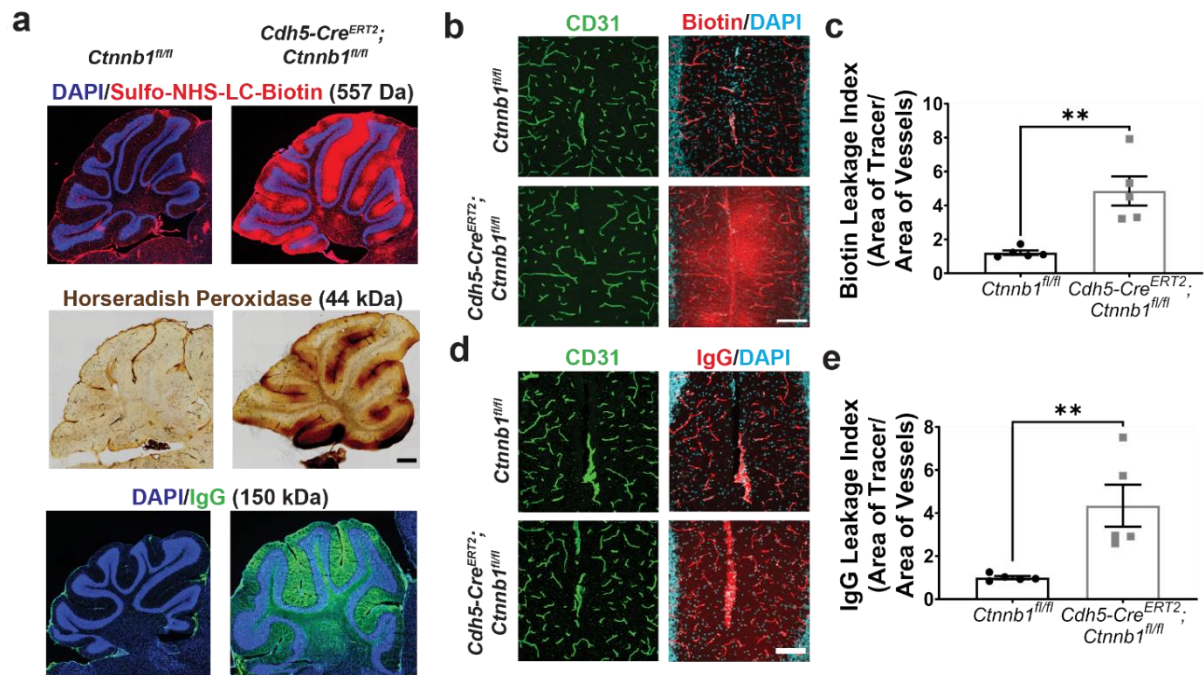 a
Ctnnb1fl/fl
Cdh5-CreERT2;
Ctnnb1fl/fl
DAPI/Sulfo-NHS-LC-Biotin (557 Da)
Horseradish Peroxidase (44 kDa)
DAPI/IgG (150 kDa)
b
CD31
Biotin/DAPI
Ctnnb1fl/fl
Cdh5-CreERT2;
Ctnnb1fl/fl
c
Biotin Leakage Index
(Area of Tracer/
Area of Vessels)
10
8
6
4
2
0
**
Ctnnb1fl/fl
Cdh5-CreERT2;
Ctnnb1fl/fl
d
CD31
IgG/DAPI
Ctnnb1fl/fl
Cdh5-CreERT2;
Ctnnb1fl/fl
e
IgG Leakage Index
(Area of Tracer/
Area of Vessels)
8
6
4
2
0
**
Ctnnb1fl/fl
Cdh5-CreERT2;
Ctnnb1fl/fl